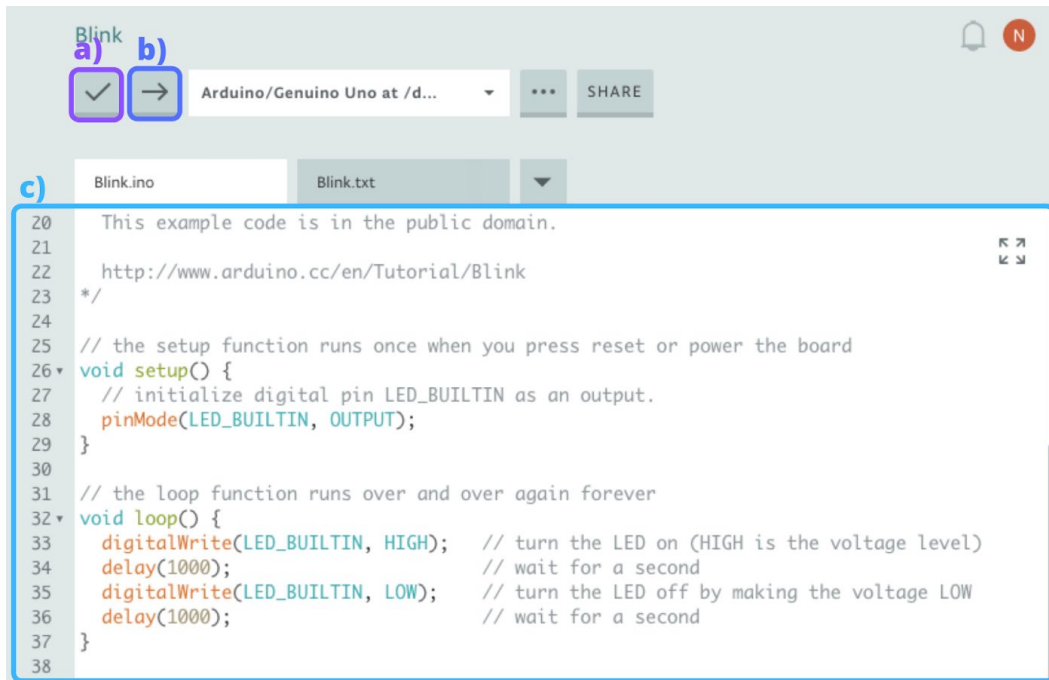 Blink
a) b)
Arduino/Genuino Uno at /d... ... SHARE
N
Blink.ino Blink.txt
c)
20   This example code is in the public domain.
21
22   http://www.arduino.cc/en/Tutorial/Blink
23 */
24
25 // the setup function runs once when you press reset or power the board
26 void setup() {
27   // initialize digital pin LED_BUILTIN as an output.
28   pinMode(LED_BUILTIN, OUTPUT);
29 }
30
31 // the loop function runs over and over again forever
32 void loop() {
33   digitalWrite(LED_BUILTIN, HIGH);   // turn the LED on (HIGH is the voltage level)
34   delay(1000);                       // wait for a second
35   digitalWrite(LED_BUILTIN, LOW);    // turn the LED off by making the voltage LOW
36   delay(1000);                       // wait for a second
37 }
38